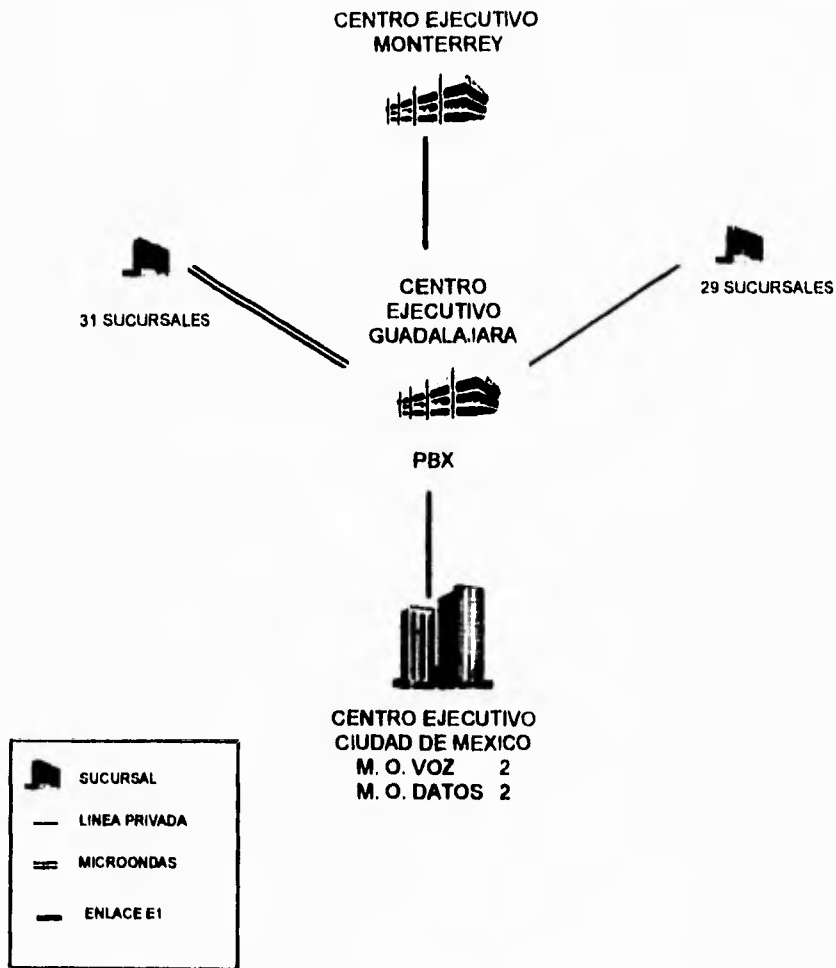 CENTRO EJECUTIVO
MONTERREY
31 SUCURSALES
29 SUCURSALES
CENTRO
EJECUTIVO
GUADALAJARA
PBX
CENTRO EJECUTIVO
CIUDAD DE MEXICO
M. O. VOZ 2
M. O. DATOS 2
SUCURSAL
LINEA PRIVADA
MICROONDAS
ENLACE E1